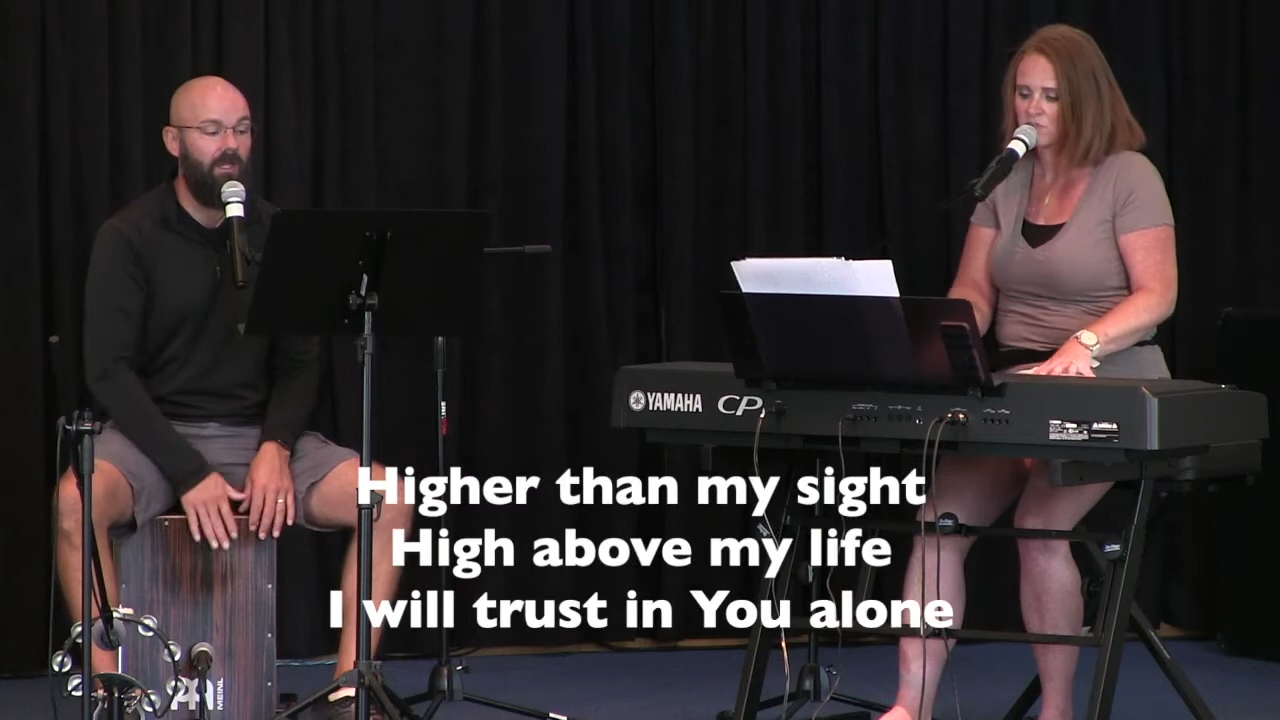 YAMAHA CP
Higher than my sight
High above my life
I will trust in You alone
MEINL